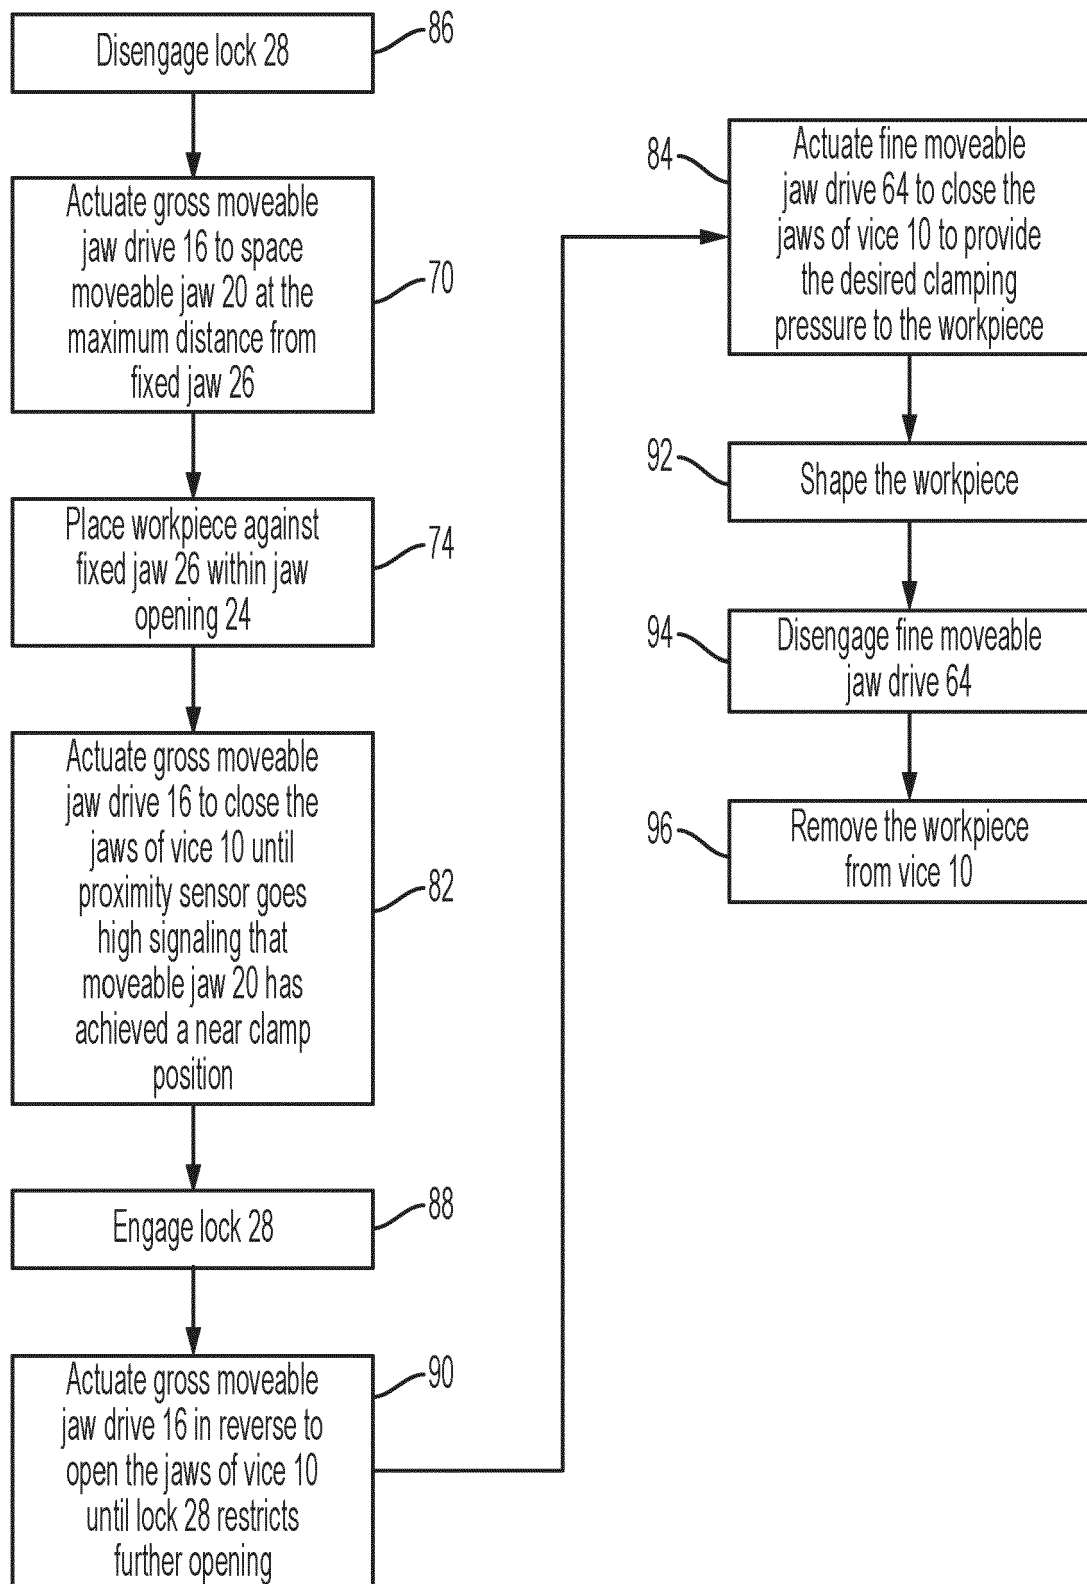 Disengage lock 28
86
Actuate gross moveable
jaw drive 16 to space
moveable jaw 20 at the
maximum distance from
fixed jaw 26
70
Place workpiece against
fixed jaw 26 within jaw
opening 24
74
Actuate gross moveable
jaw drive 16 to close the
jaws of vice 10 until
proximity sensor goes
high signaling that
moveable jaw 20 has
achieved a near clamp
position
82
Engage lock 28
88
Actuate gross moveable
jaw drive 16 in reverse to
open the jaws of vice 10
until lock 28 restricts
further opening
90
84
Actuate fine moveable
jaw drive 64 to close the
jaws of vice 10 to provide
the desired clamping
pressure to the workpiece
92
Shape the workpiece
94
Disengage fine moveable
jaw drive 64
96
Remove the workpiece
from vice 10